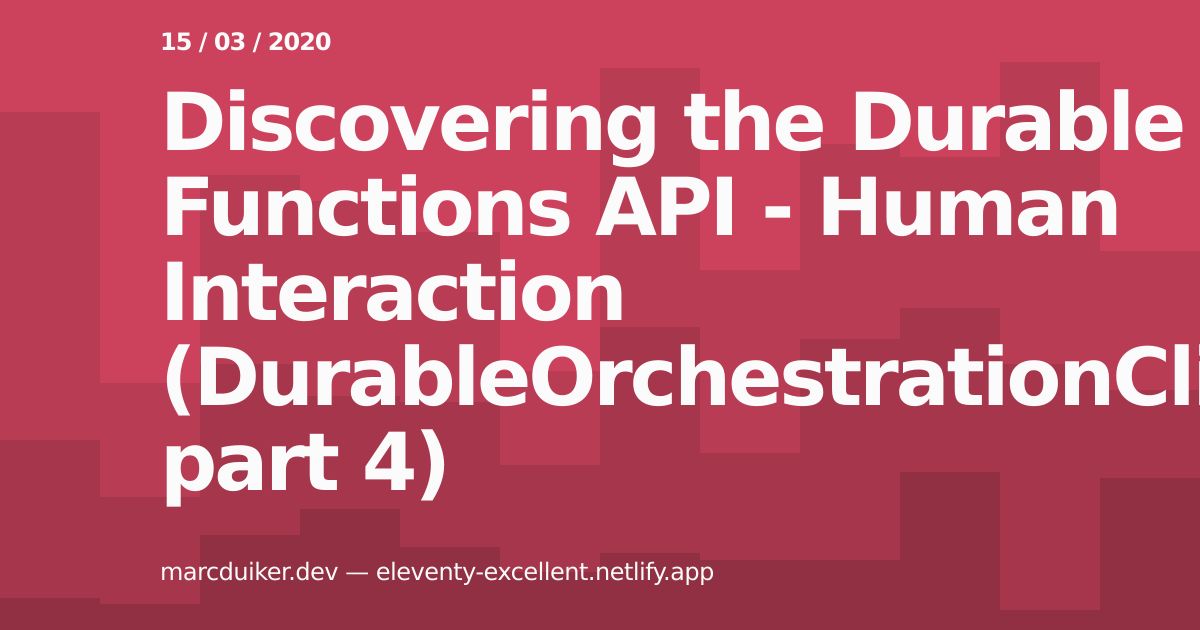 15 / 03 / 2020
Discovering the Durable
Functions API - Human
Interaction
(DurableOrchestrationCli
part 4)
marcduiker.dev — eleventy-excellent.netlify.app